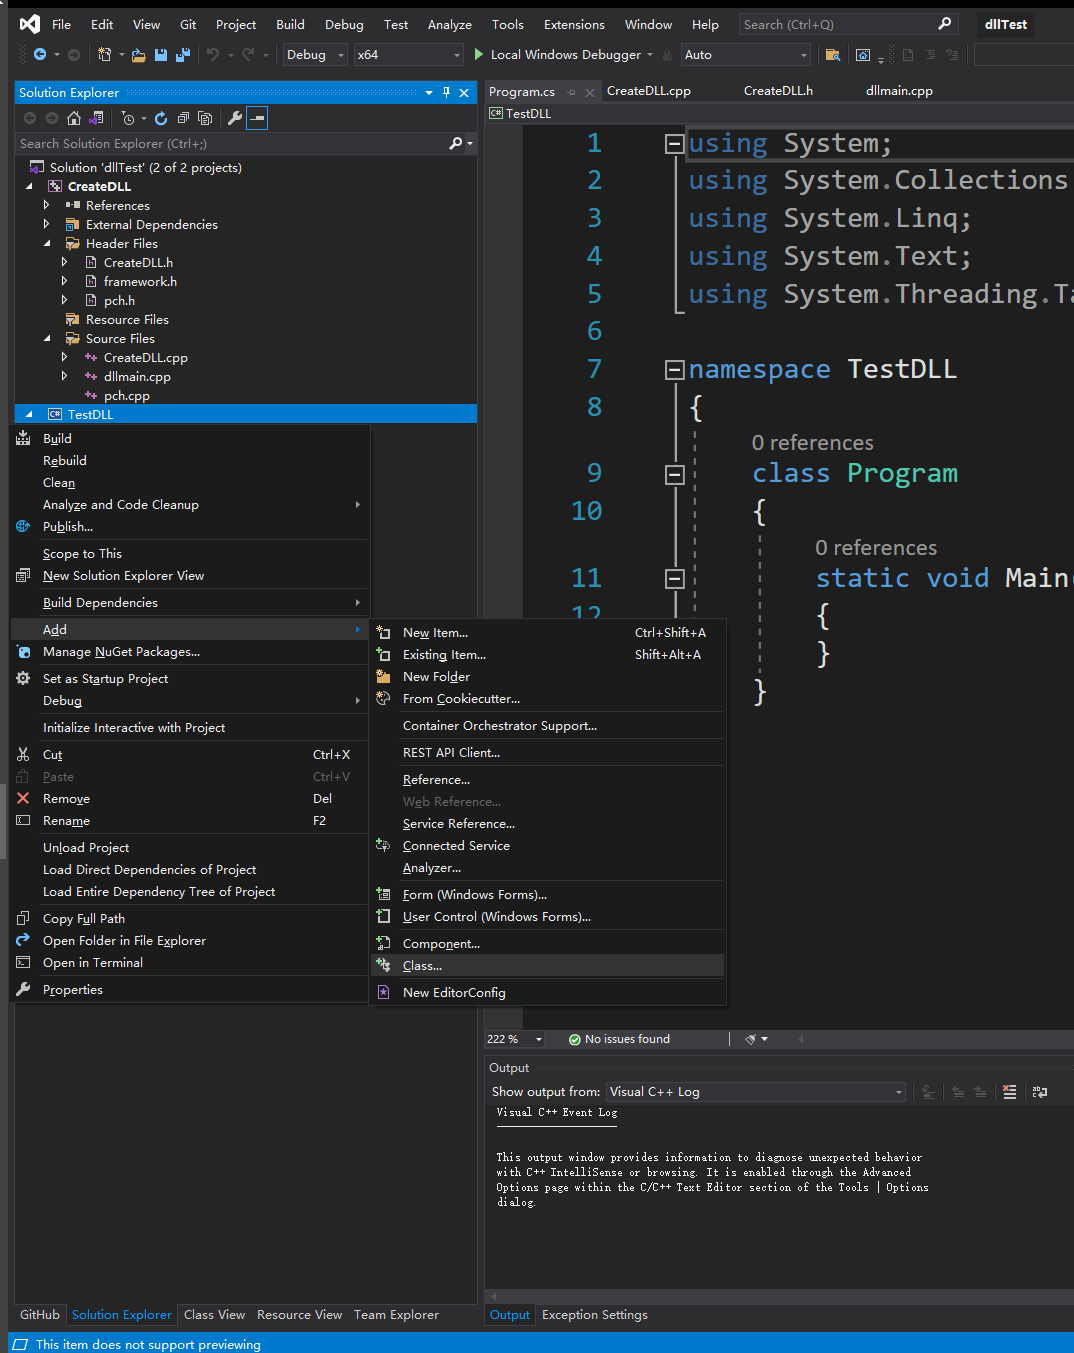 File Edit View Git Project Build Debug Test Analyze Tools Extensions Window Help Search (Ctrl+Q) dllTest
Debug x64 Local Windows Debugger Auto
Solution Explorer
Search Solution Explorer (Ctrl+;)
Solution 'dllTest' (2 of 2 projects)
CreateDLL
References
External Dependencies
Header Files
CreateDLL.h
framework.h
pch.h
Resource Files
Source Files
CreateDLL.cpp
dllmain.cpp
pch.cpp
C# TestDLL
Build
Rebuild
Clean
Analyze and Code Cleanup
Publish...
Scope to This
New Solution Explorer View
Build Dependencies
Add
Manage NuGet Packages...
Set as Startup Project
Debug
Initialize Interactive with Project
Cut Ctrl+X
Paste Ctrl+V
Remove Del
Rename F2
Unload Project
Load Direct Dependencies of Project
Load Entire Dependency Tree of Project
Copy Full Path
Open Folder in File Explorer
Open in Terminal
Properties
New Item... Ctrl+Shift+A
Existing Item... Shift+Alt+A
New Folder
From Cookiecutter...
Container Orchestrator Support...
REST API Client...
Reference...
Web Reference...
Service Reference...
Connected Service
Analyzer...
Form (Windows Forms)...
User Control (Windows Forms)...
Component...
Class...
New EditorConfig
Program.cs CreateDLL.cpp CreateDLL.h dllmain.cpp
C# TestDLL
1 using System;
2 using System.Collections
3 using System.Linq;
4 using System.Text;
5 using System.Threading.Ta
6
7 namespace TestDLL
8 {
0 references
9 class Program
10 {
0 references
11 static void Main(
12 {
}
}
222 % No issues found
Output
Show output from: Visual C++ Log
Visual C++ Event Log
This output window provides information to diagnose unexpected behavior
with C++ IntelliSense or browsing. It is enabled through the Advanced
Options page within the C/C++ Text Editor section of the Tools | Options
dialog.
GitHub Solution Explorer Class View Resource View Team Explorer
Output Exception Settings
This item does not support previewing